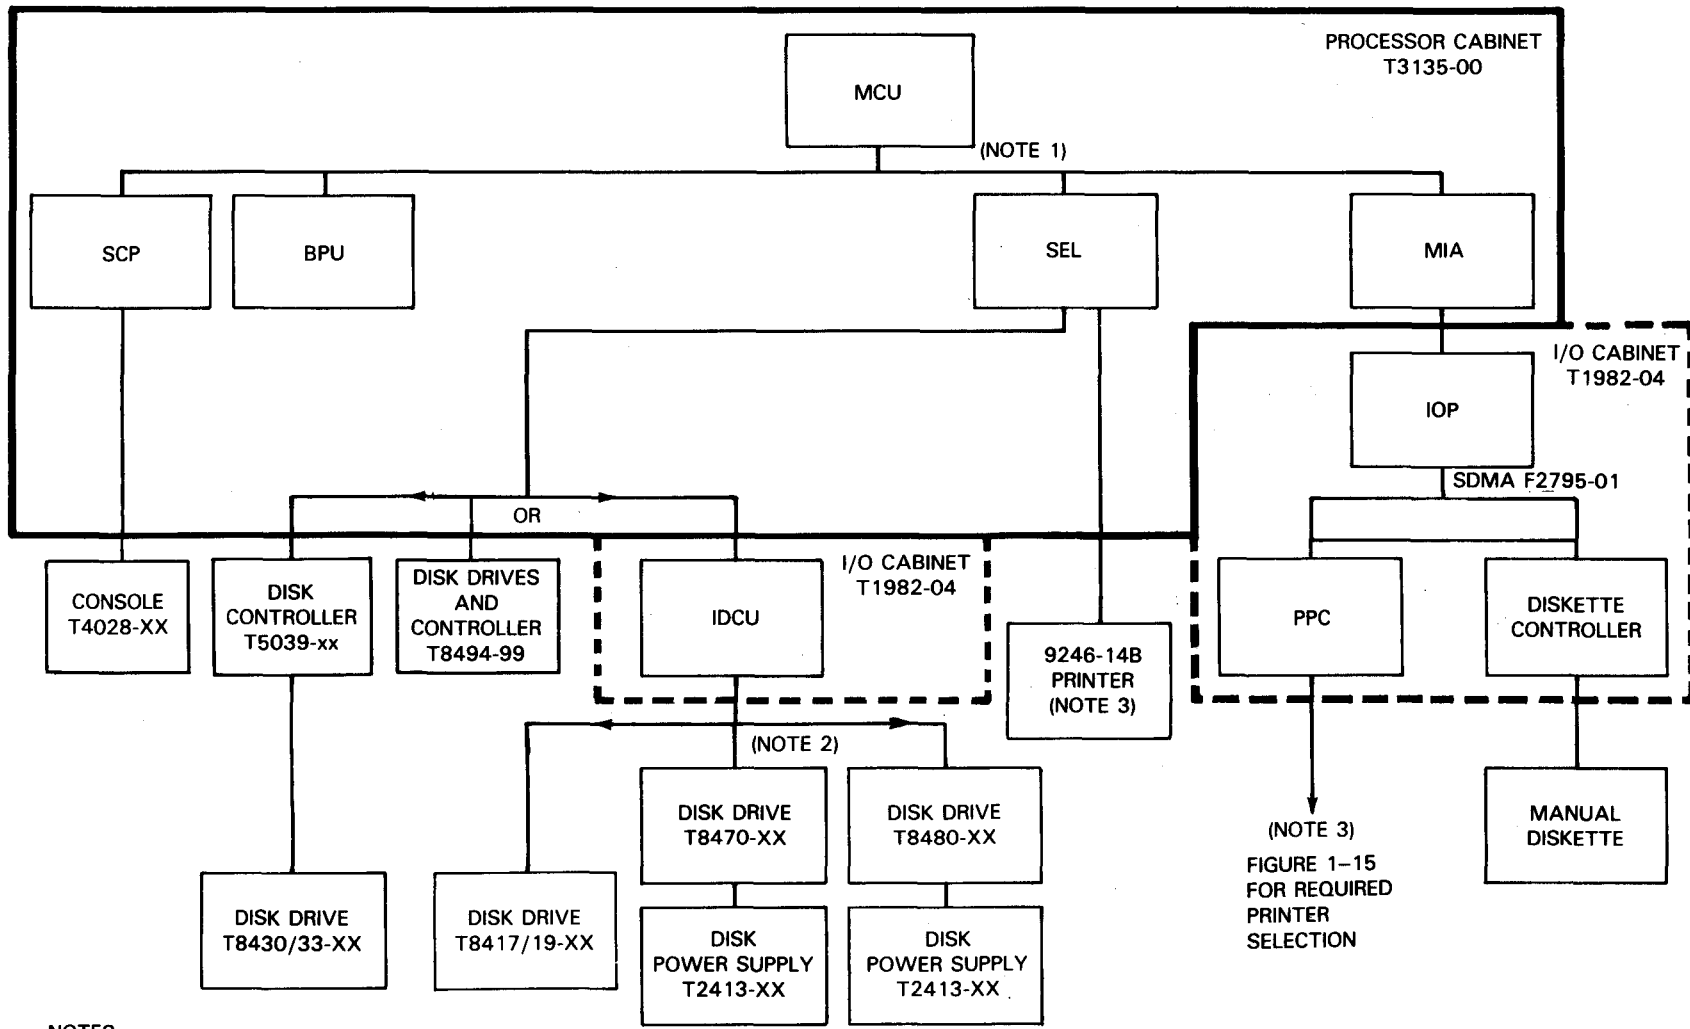 PROCESSOR CABINET
T3135-00
MCU
(NOTE 1)
SCP
BPU
SEL
MIA
I/O CABINET
T1982-04
IOP
SDMA F2795-01
OR
CONSOLE
T4028-XX
DISK
CONTROLLER
T5039-xx
DISK DRIVES
AND
CONTROLLER
T8494-99
I/O CABINET
T1982-04
IDCU
9246-14B
PRINTER
(NOTE 3)
PPC
DISKETTE
CONTROLLER
(NOTE 2)
DISK DRIVE
T8470-XX
DISK DRIVE
T8480-XX
(NOTE 3)
FIGURE 1–15
FOR REQUIRED
PRINTER
SELECTION
MANUAL
DISKETTE
DISK DRIVE
T8430/33-XX
DISK DRIVE
T8417/19-XX
DISK
POWER SUPPLY
T2413-XX
DISK
POWER SUPPLY
T2413-XX